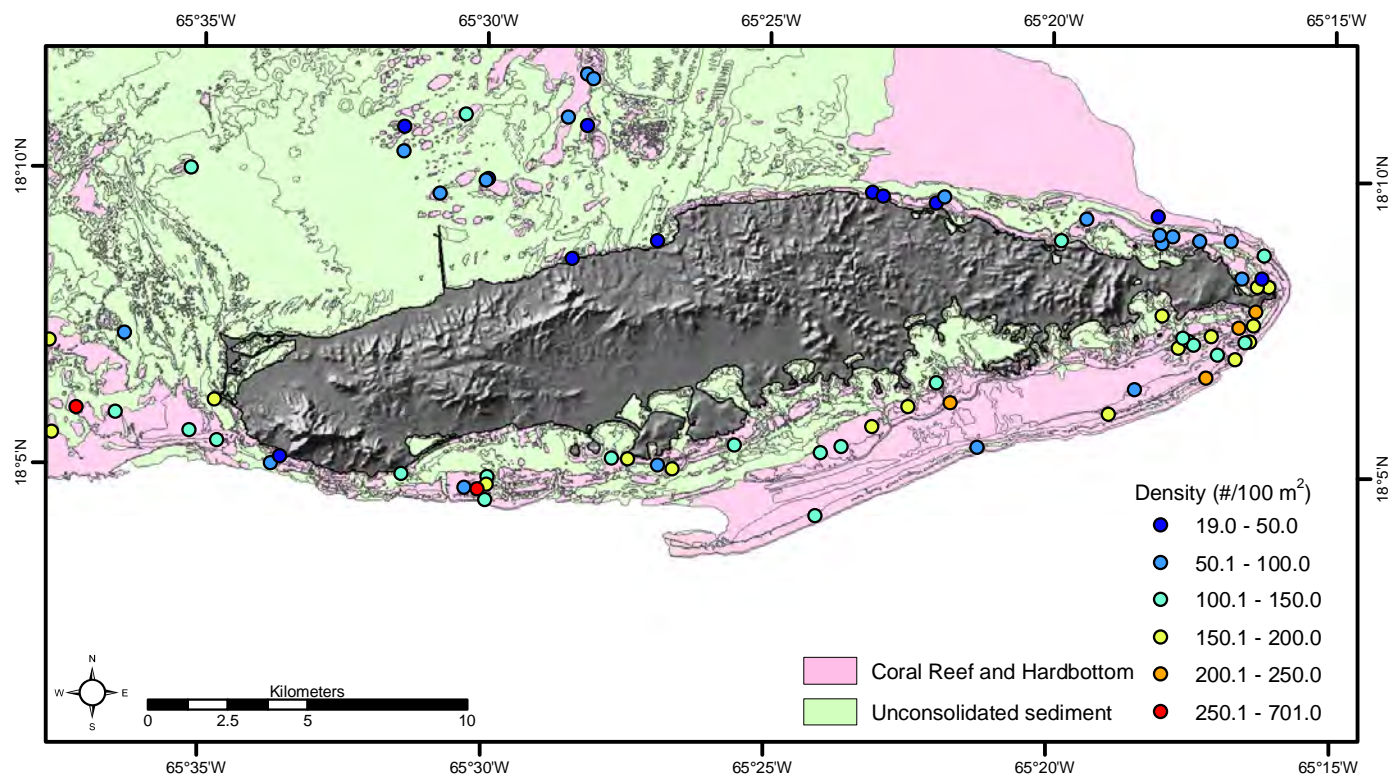 65°35'W 65°30'W 65°25'W 65°20'W 65°15'W
18°10'N 18°10'N
18°5'N 18°5'N
Density (#/100 m²)
19.0 - 50.0
50.1 - 100.0
100.1 - 150.0
150.1 - 200.0
200.1 - 250.0
250.1 - 701.0
Coral Reef and Hardbottom
Unconsolidated sediment
N
W E
S
Kilometers
0 2.5 5 10
65°35'W 65°30'W 65°25'W 65°20'W 65°15'W